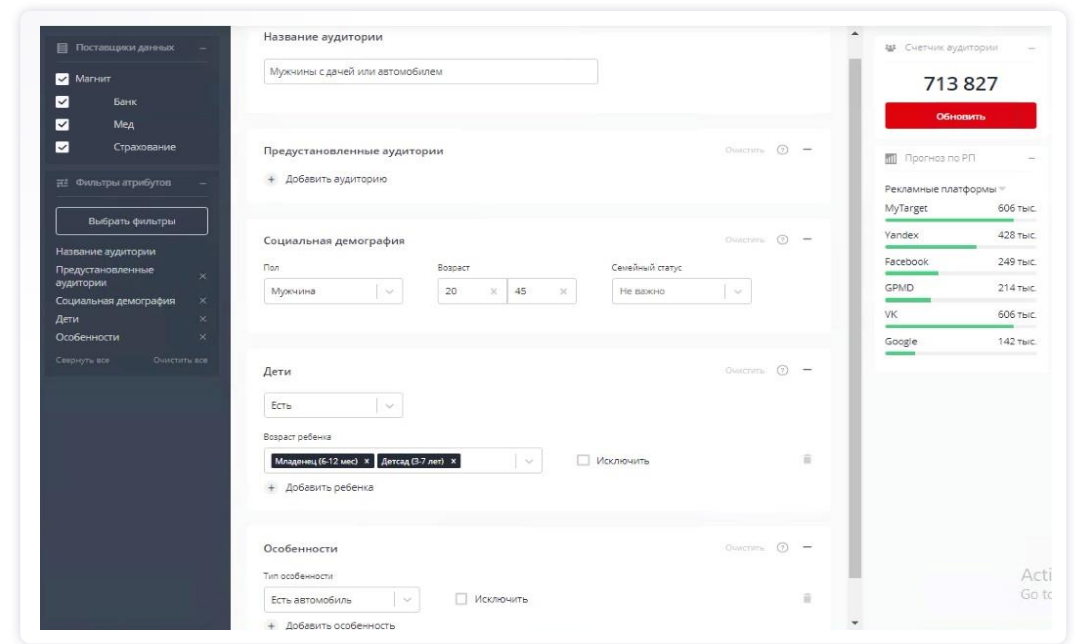 Поставщики данных
Магнит
Банк
Мед
Страхование
Фильтры атрибутов
Выбрать фильтры
Название аудитории
Предустановленные
аудитории
Социальная демография
Дети
Особенности
Свернуть все Очистить все
Название аудитории
Мужчины с дачей или автомобилем
Предустановленные аудитории Очистить ?
+ Добавить аудиторию
Социальная демография Очистить ?
Пол Возраст Семейный статус
Мужчина 20 × 45 × Не важно
Дети Очистить ?
Есть
Возраст ребенка
Младенец (6-12 мес) × Детсад (3-7 лет) × Исключить
+ Добавить ребенка
Особенности Очистить ?
Тип особенности
Есть автомобиль Исключить
+ Добавить особенность
Счетчик аудитории
713 827
Обновить
Прогноз по РП
Рекламные платформы
MyTarget 606 тыс.
Yandex 428 тыс.
Facebook 249 тыс.
GPMD 214 тыс.
VK 606 тыс.
Google 142 тыс.
Acti
Go to